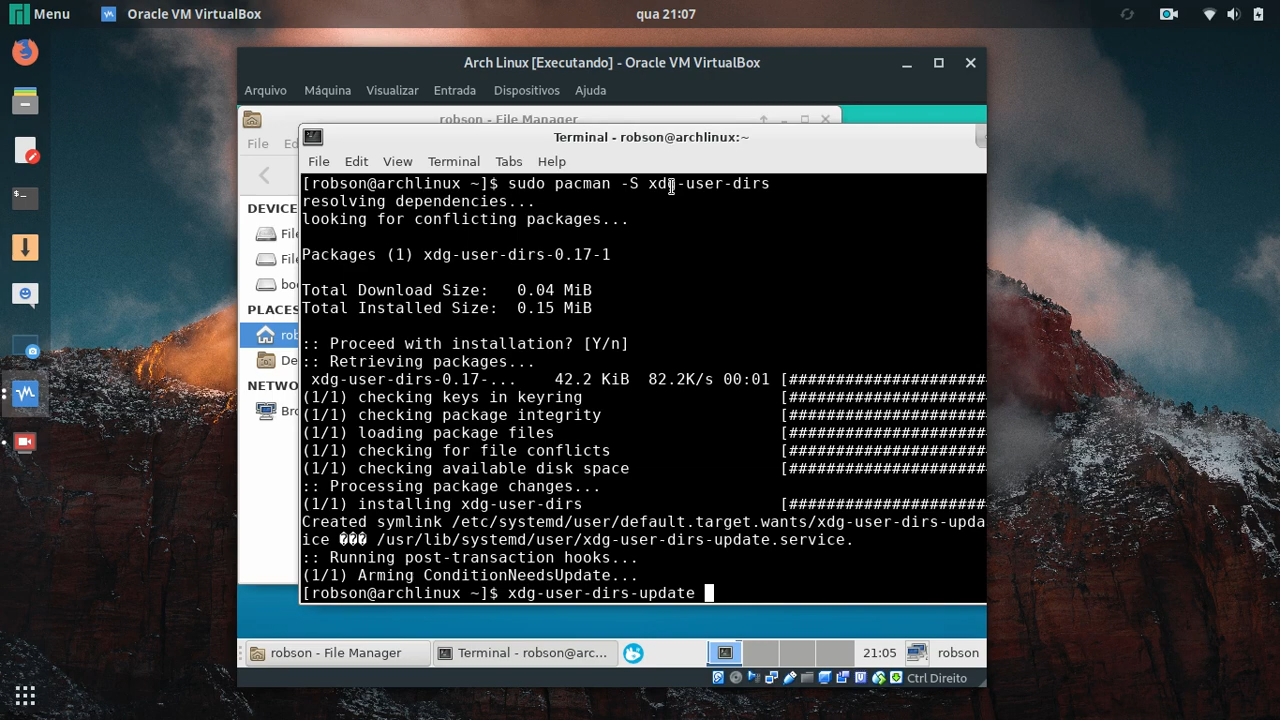 Menu
Oracle VM VirtualBox
qua 21:07
Arch Linux [Executando] - Oracle VM VirtualBox
Arquivo Máquina Visualizar Entrada Dispositivos Ajuda
robson - File Manager
File
Terminal - robson@archlinux:~
File Edit View Terminal Tabs Help
DEVICE
PLACES
NETWO
[robson@archlinux ~]$ sudo pacman -S xdg-user-dirs
resolving dependencies...
looking for conflicting packages...
Packages (1) xdg-user-dirs-0.17-1
Total Download Size: 0.04 MiB
Total Installed Size: 0.15 MiB
:: Proceed with installation? [Y/n]
:: Retrieving packages...
xdg-user-dirs-0.17-... 42.2 KiB 82.2K/s 00:01 [#####################
(1/1) checking keys in keyring [#####################
(1/1) checking package integrity [#####################
(1/1) loading package files [#####################
(1/1) checking for file conflicts [#####################
(1/1) checking available disk space [#####################
:: Processing package changes...
(1/1) installing xdg-user-dirs [#####################
Created symlink /etc/systemd/user/default.target.wants/xdg-user-dirs-upda
ice ��� /usr/lib/systemd/user/xdg-user-dirs-update.service.
:: Running post-transaction hooks...
(1/1) Arming ConditionNeedsUpdate...
[robson@archlinux ~]$ xdg-user-dirs-update
robson - File Manager
Terminal - robson@arc...
21:05
robson
Ctrl Direito